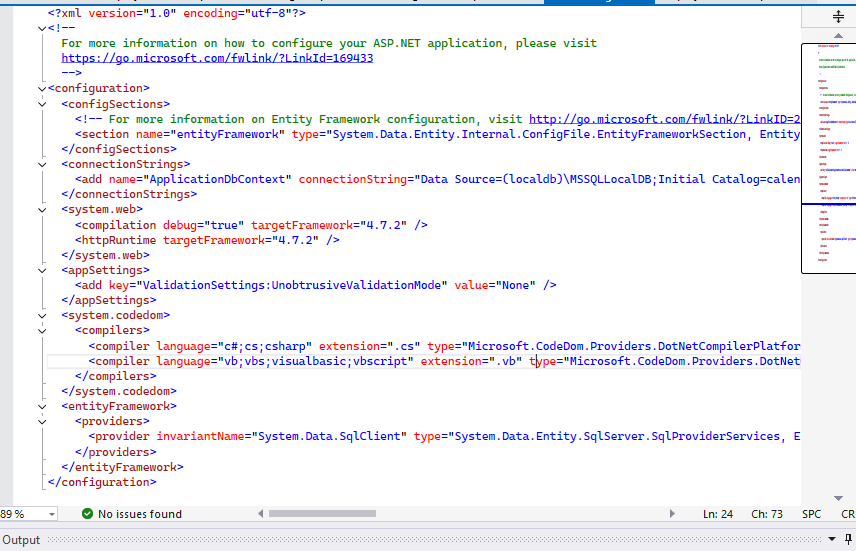 <?xml version="1.0" encoding="utf-8"?>
<!--
For more information on how to configure your ASP.NET application, please visit
https://go.microsoft.com/fwlink/?LinkId=169433
-->
<configuration>
<configSections>
<!-- For more information on Entity Framework configuration, visit http://go.microsoft.com/fwlink/?LinkID=2
<section name="entityFramework" type="System.Data.Entity.Internal.ConfigFile.EntityFrameworkSection, Entity
</configSections>
<connectionStrings>
<add name="ApplicationDbContext" connectionString="Data Source=(localdb)\MSSQLLocalDB;Initial Catalog=calen
</connectionStrings>
<system.web>
<compilation debug="true" targetFramework="4.7.2" />
<httpRuntime targetFramework="4.7.2" />
</system.web>
<appSettings>
<add key="ValidationSettings:UnobtrusiveValidationMode" value="None" />
</appSettings>
<system.codedom>
<compilers>
<compiler language="c#;cs;csharp" extension=".cs" type="Microsoft.CodeDom.Providers.DotNetCompilerPlatfor
<compiler language="vb;vbs;visualbasic;vbscript" extension=".vb" type="Microsoft.CodeDom.Providers.DotNet
</compilers>
</system.codedom>
<entityFramework>
<providers>
<provider invariantName="System.Data.SqlClient" type="System.Data.Entity.SqlServer.SqlProviderServices, E
</providers>
</entityFramework>
</configuration>
89 % No issues found Ln: 24 Ch: 73 SPC CR
Output